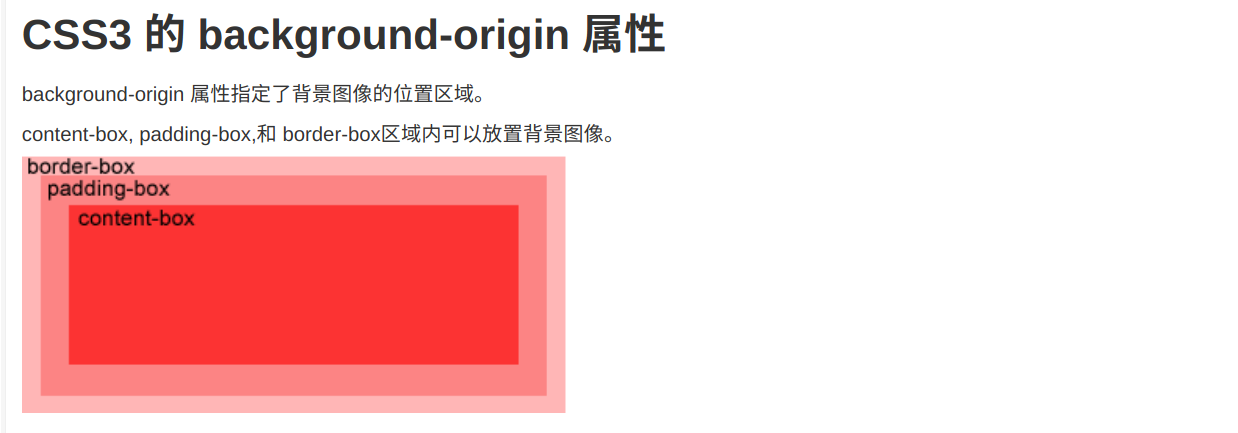 CSS3 的 background-origin 属性
background-origin 属性指定了背景图像的位置区域。
content-box, padding-box,和 border-box区域内可以放置背景图像。
border-box
padding-box
content-box